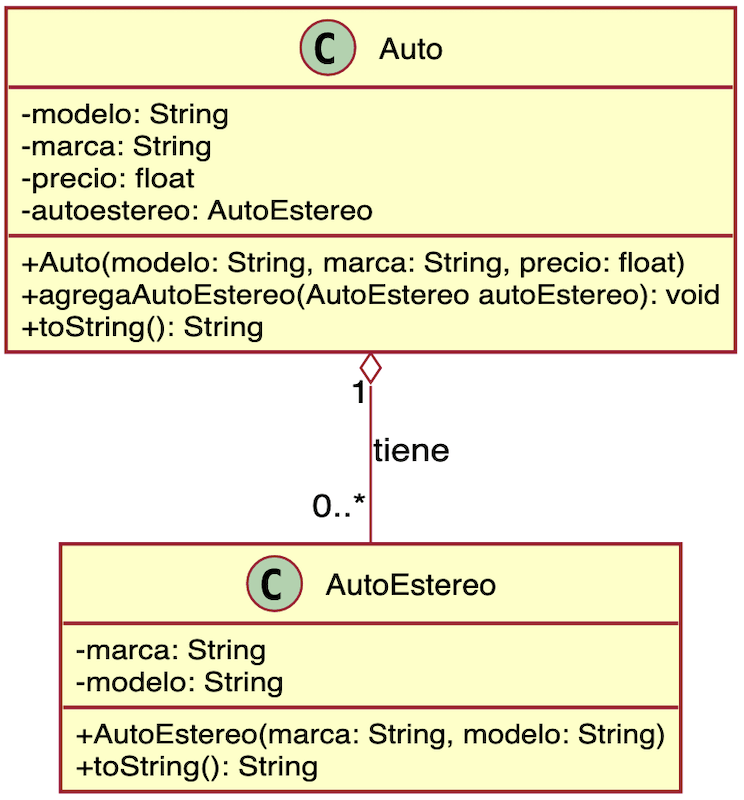 C Auto
-modelo: String
-marca: String
-precio: float
-autoestereo: AutoEstereo
+Auto(modelo: String, marca: String, precio: float)
+agregaAutoEstereo(AutoEstereo autoEstereo): void
+toString(): String
1
tiene
0..*
C AutoEstereo
-marca: String
-modelo: String
+AutoEstereo(marca: String, modelo: String)
+toString(): String